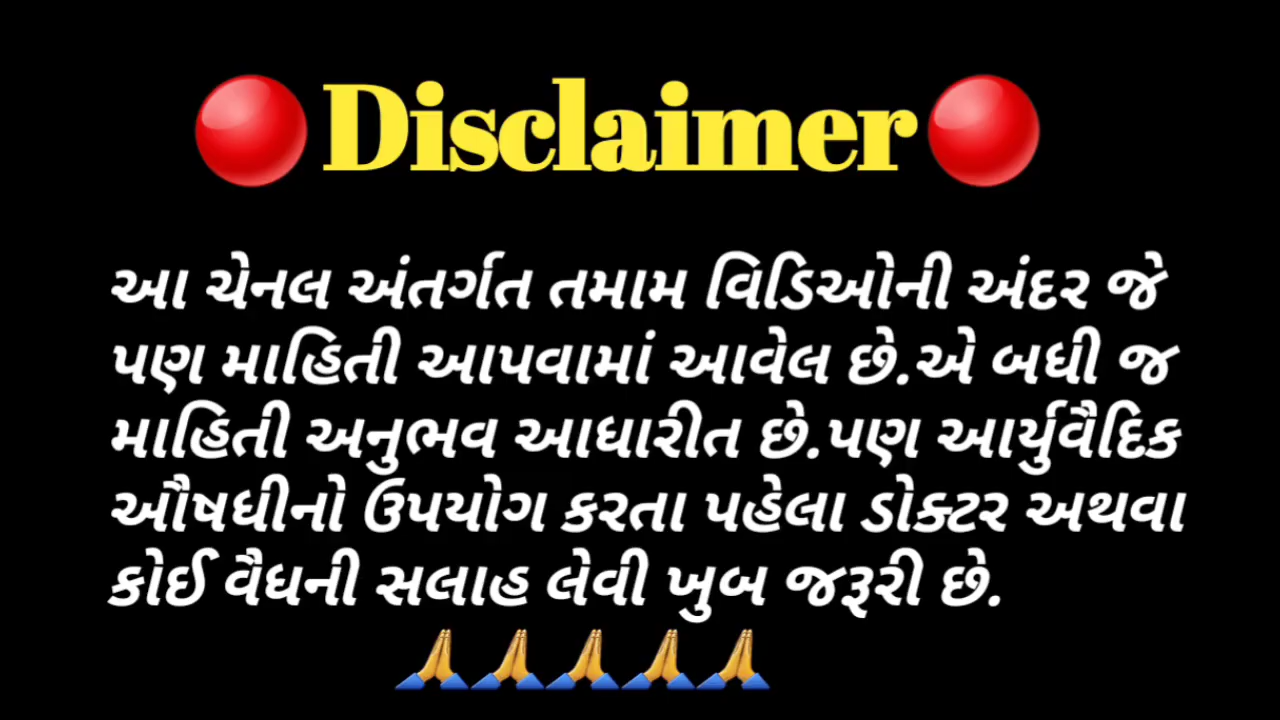 🔴Disclaimer🔴
આ ચેનલ અંતર્ગત તમામ વિડિઓની અંદર જે
પણ માહિતી આપવામાં આવેલ છે.એ બધી જ
માહિતી અનુભવ આધારીત છે.પણ આર્યુવૈદિક
ઔષધીનો ઉપયોગ કરતા પહેલા ડોક્ટર અથવા
કોઈ વૈધની સલાહ લેવી ખુબ જરૂરી છે.
🙏🙏🙏🙏🙏